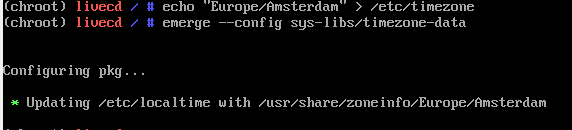 (chroot) livecd / # echo "Europe/Amsterdam" > /etc/timezone
(chroot) livecd / # emerge --config sys-libs/timezone-data
Configuring pkg...
* Updating /etc/localtime with /usr/share/zoneinfo/Europe/Amsterdam